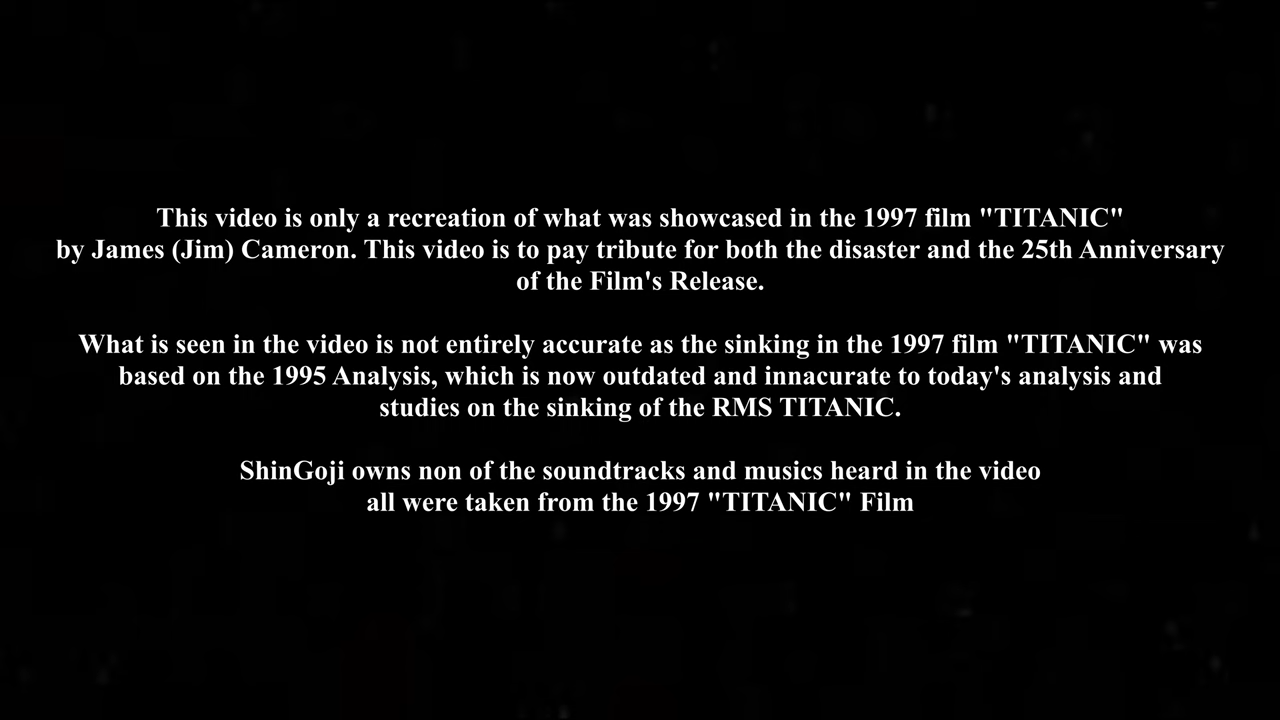 This video is only a recreation of what was showcased in the 1997 film "TITANIC"
by James (Jim) Cameron. This video is to pay tribute for both the disaster and the 25th Anniversary
of the Film's Release.
What is seen in the video is not entirely accurate as the sinking in the 1997 film "TITANIC" was
based on the 1995 Analysis, which is now outdated and innacurate to today's analysis and
studies on the sinking of the RMS TITANIC.
ShinGoji owns non of the soundtracks and musics heard in the video
all were taken from the 1997 "TITANIC" Film